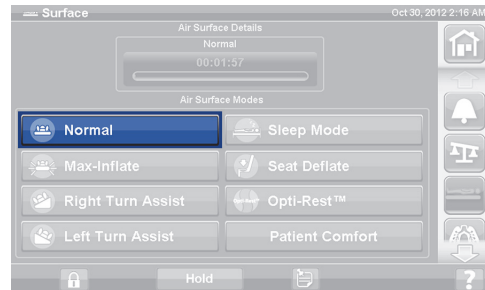 Surface Oct 30, 2012 2:16 AM
Air Surface Details
Normal
00:01:57
Air Surface Modes
Normal Sleep Mode
Max-Inflate Seat Deflate
Right Turn Assist Opti-Rest™
Left Turn Assist Patient Comfort
Hold ?